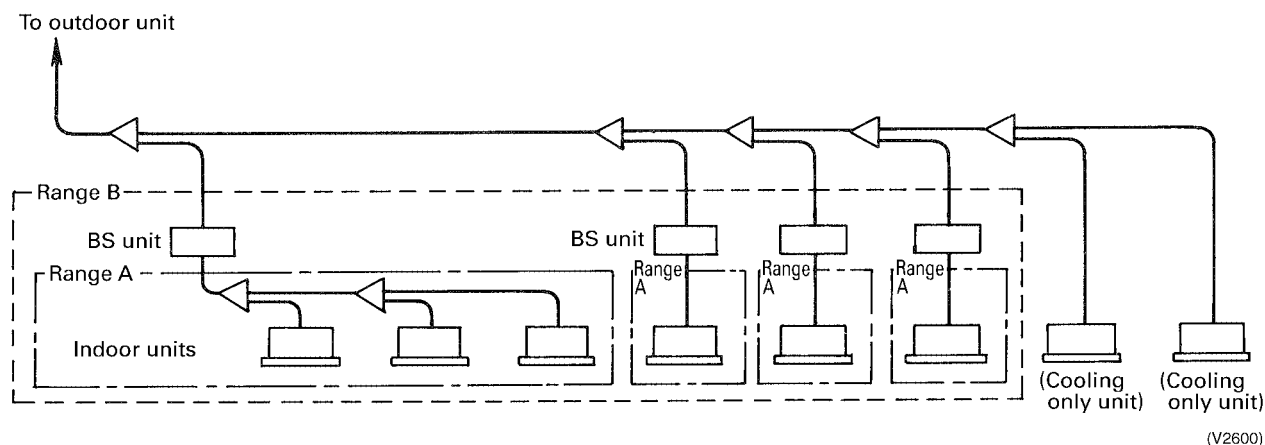 To outdoor unit
Range B
BS unit
BS unit
Range A
Range
A
Range
A
Range
A
Indoor units
(Cooling
only unit)
(Cooling
only unit)
(V2600)